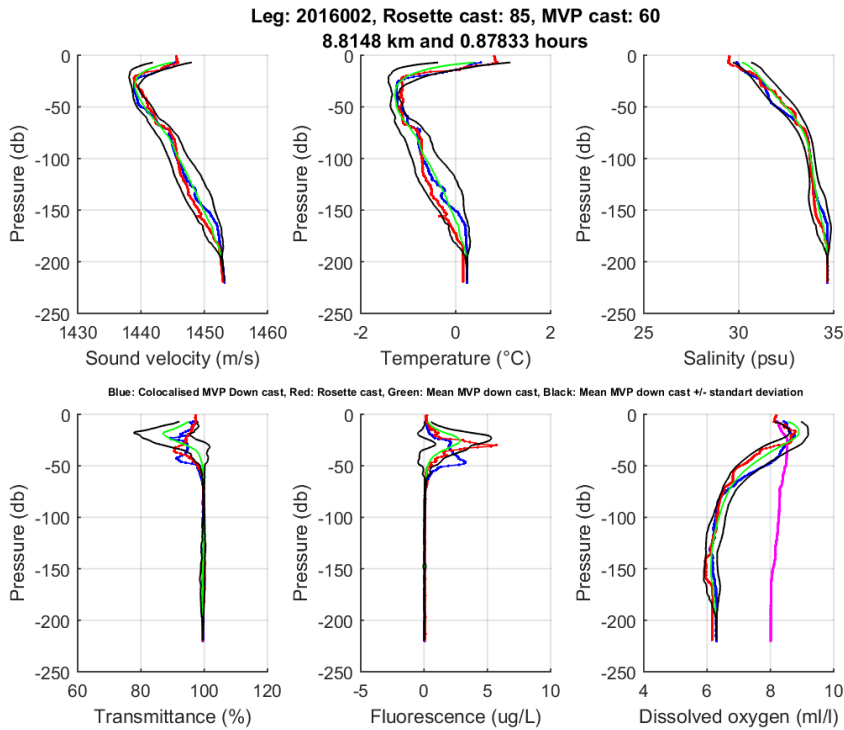 Leg: 2016002, Rosette cast: 85, MVP cast: 60
8.8148 km and 0.87833 hours
0
-50
-100
-150
-200
-250
1430 1440 1450 1460
Pressure (db)
Sound velocity (m/s)
0
-50
-100
-150
-200
-250
-2 0 2
Pressure (db)
Temperature (°C)
0
-50
-100
-150
-200
-250
25 30 35
Pressure (db)
Salinity (psu)
Blue: Colocalised MVP Down cast, Red: Rosette cast, Green: Mean MVP down cast, Black: Mean MVP down cast +/- standart deviation
0
-50
-100
-150
-200
-250
60 80 100 120
Pressure (db)
Transmittance (%)
0
-50
-100
-150
-200
-250
-5 0 5 10
Pressure (db)
Fluorescence (ug/L)
0
-50
-100
-150
-200
-250
4 6 8 10
Pressure (db)
Dissolved oxygen (ml/l)